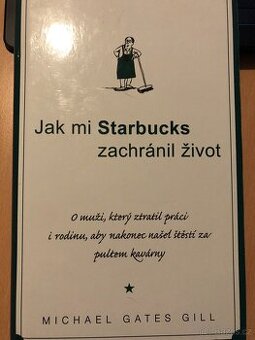 Jak mi Starbucks
zachránil život
O muži, který ztratil práci
i rodinu, aby nakonec našel štěstí za
pultem kavárny
MICHAEL GATES GILL